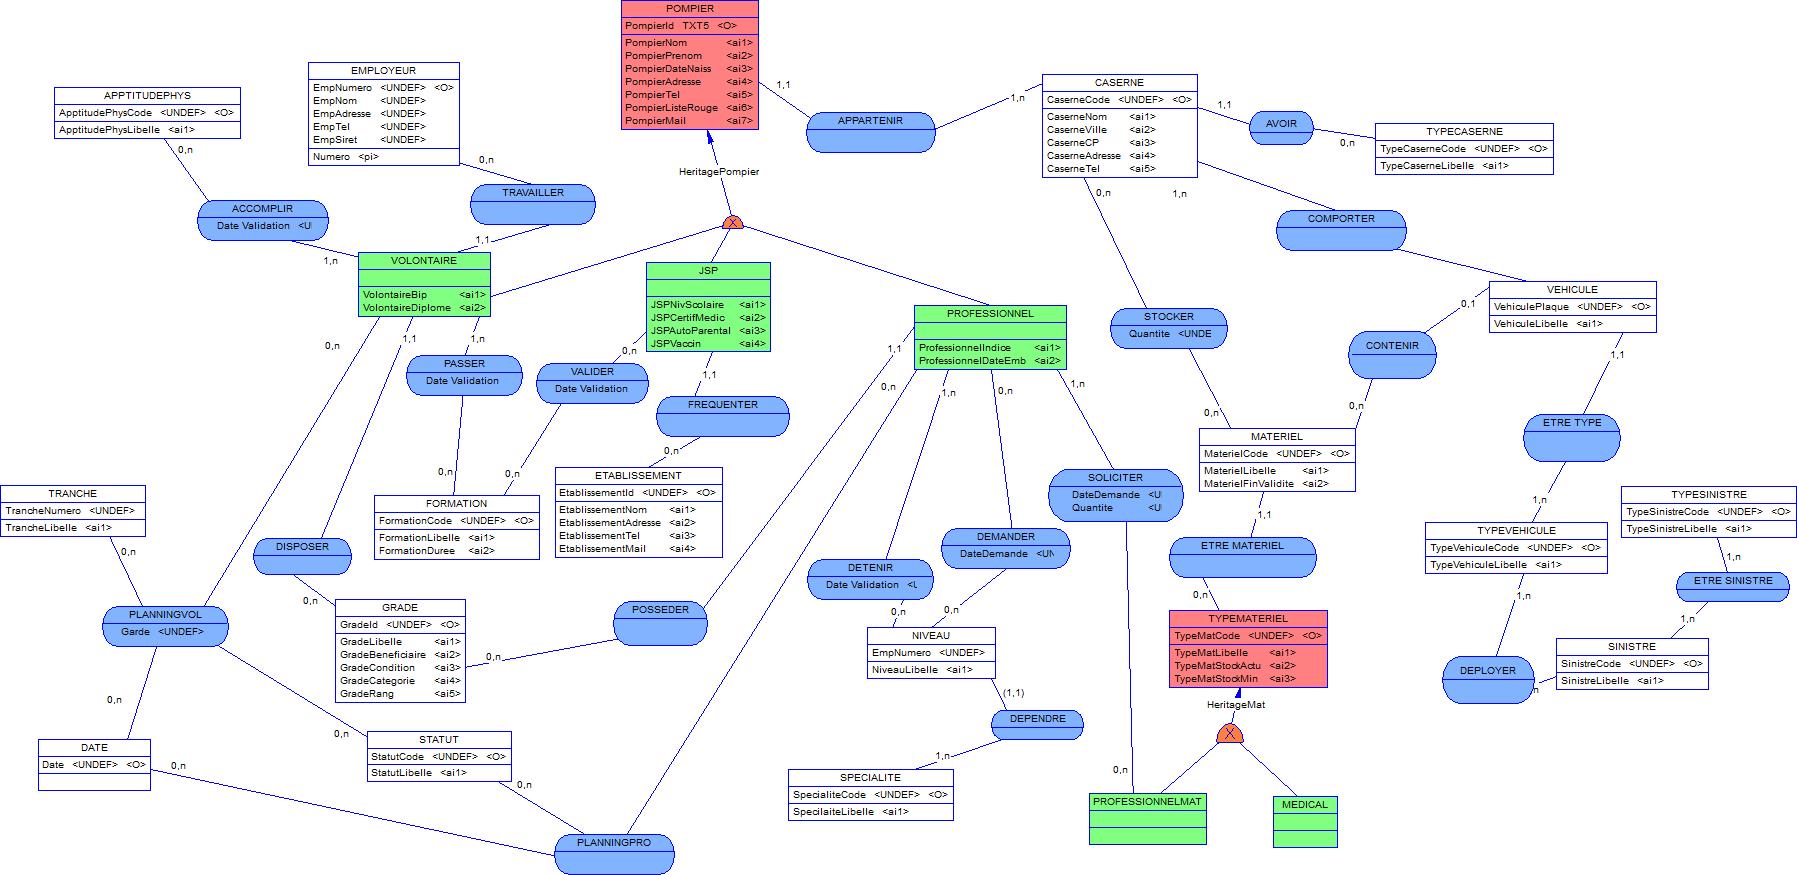 POMPIER
PompierId TXT5 <O>
PompierNom <ai1>
PompierPrenom <ai2>
PompierDateNaiss <ai3>
PompierAdresse <ai4>
PompierTel <ai5>
PompierListeRouge <ai6>
PompierMail <ai7>
EMPLOYEUR
EmpNumero <UNDEF> <O>
EmpNom <UNDEF>
EmpAdresse <UNDEF>
EmpTel <UNDEF>
EmpSiret <UNDEF>
Numero <pi>
APPTITUDEPHYS
ApptitudePhysCode <UNDEF> <O>
ApptitudePhysLibelle <ai1>
CASERNE
CaserneCode <UNDEF> <O>
CaserneNom <ai1>
CaserneVille <ai2>
CaserneCP <ai3>
CaserneAdresse <ai4>
CaserneTel <ai5>
1,1
APPARTENIR
1,n
1,1
AVOIR
0,n
TYPECASERNE
TypeCaserneCode <UNDEF> <O>
TypeCaserneLibelle <ai1>
0,n
0,n
HeritagePompier
X
TRAVAILLER
1,1
ACCOMPLIR
Date Validation <UI
1,n
0,n
1,n
COMPORTER
VOLONTAIRE
VolontaireBip <ai1>
VolontaireDiplome <ai2>
JSP
JSPNivScolaire <ai1>
JSPCertifMedic <ai2>
JSPAutoParental <ai3>
JSPVaccin <ai4>
PROFESSIONNEL
ProfessionnelIndice <ai1>
ProfessionnelDateEmb <ai2>
VEHICULE
VehiculePlaque <UNDEF> <O>
VehiculeLibelle <ai1>
STOCKER
Quantite <UNDE
0,1
CONTENIR
0,n
1,1
0,n
1,1
1,n
PASSER
Date Validation
0,n
VALIDER
Date Validation
1,1
FREQUENTER
0,n
1,1
0,n
1,n
0,n
1,n
0,n
MATERIEL
MaterielCode <UNDEF> <O>
MaterielLibelle <ai1>
MaterielFinValidite <ai2>
1,1
ETRE TYPE
1,n
0,n
0,n
ETABLISSEMENT
EtablissementId <UNDEF> <O>
EtablissementNom <ai1>
EtablissementAdresse <ai2>
EtablissementTel <ai3>
EtablissementMail <ai4>
SOLICITER
DateDemande <UI
Quantite <UI
TRANCHE
TrancheNumero <UNDEF>
TrancheLibelle <ai1>
0,n
FORMATION
FormationCode <UNDEF> <O>
FormationLibelle <ai1>
FormationDuree <ai2>
TYPESINISTRE
TypeSinistreCode <UNDEF> <O>
TypeSinistreLibelle <ai1>
1,n
TYPEVEHICULE
TypeVehiculeCode <UNDEF> <O>
TypeVehiculeLibelle <ai1>
1,n
DISPOSER
0,n
DETENIR
Date Validation <L
0,n
DEMANDER
DateDemande <UN
0,n
ETRE MATERIEL
0,n
ETRE SINISTRE
1,n
PLANNINGVOL
Garde <UNDEF>
GRADE
GradeId <UNDEF> <O>
GradeLibelle <ai1>
GradeBeneficiaire <ai2>
GradeCondition <ai3>
GradeCategorie <ai4>
GradeRang <ai5>
0,n
POSSEDER
NIVEAU
EmpNumero <UNDEF>
NiveauLibelle <ai1>
TYPEMATERIEL
TypeMatCode <UNDEF> <O>
TypeMatLibelle <ai1>
TypeMatStockActu <ai2>
TypeMatStockMin <ai3>
SINISTRE
SinistreCode <UNDEF> <O>
SinistreLibelle <ai1>
DEPLOYER
n
0,n
0,n
(1,1)
DEPENDRE
1,n
HeritageMat
X
DATE
Date <UNDEF> <O>
0,n
STATUT
StatutCode <UNDEF> <O>
StatutLibelle <ai1>
0,n
SPECIALITE
SpecialiteCode <UNDEF> <O>
SpecilaiteLibelle <ai1>
0,n
PROFESSIONNELMAT
MEDICAL
PLANNINGPRO